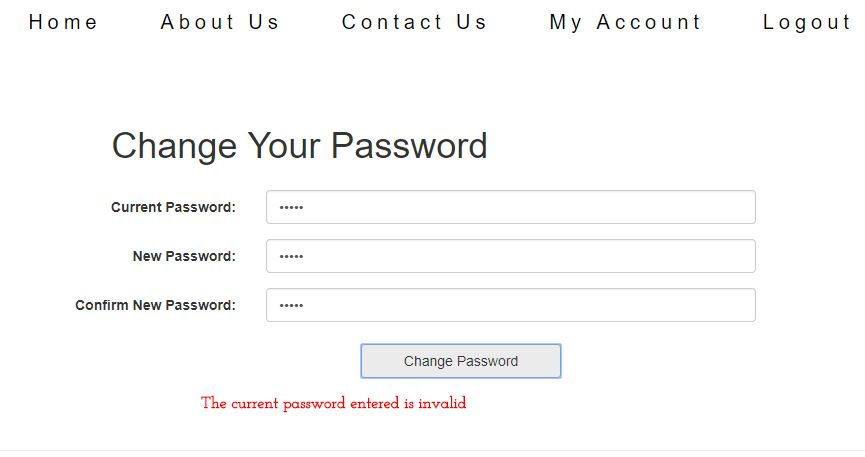 Home About Us Contact Us My Account Logout
Change Your Password
Current Password: •••••
New Password: •••••
Confirm New Password: •••••
Change Password
The current password entered is invalid